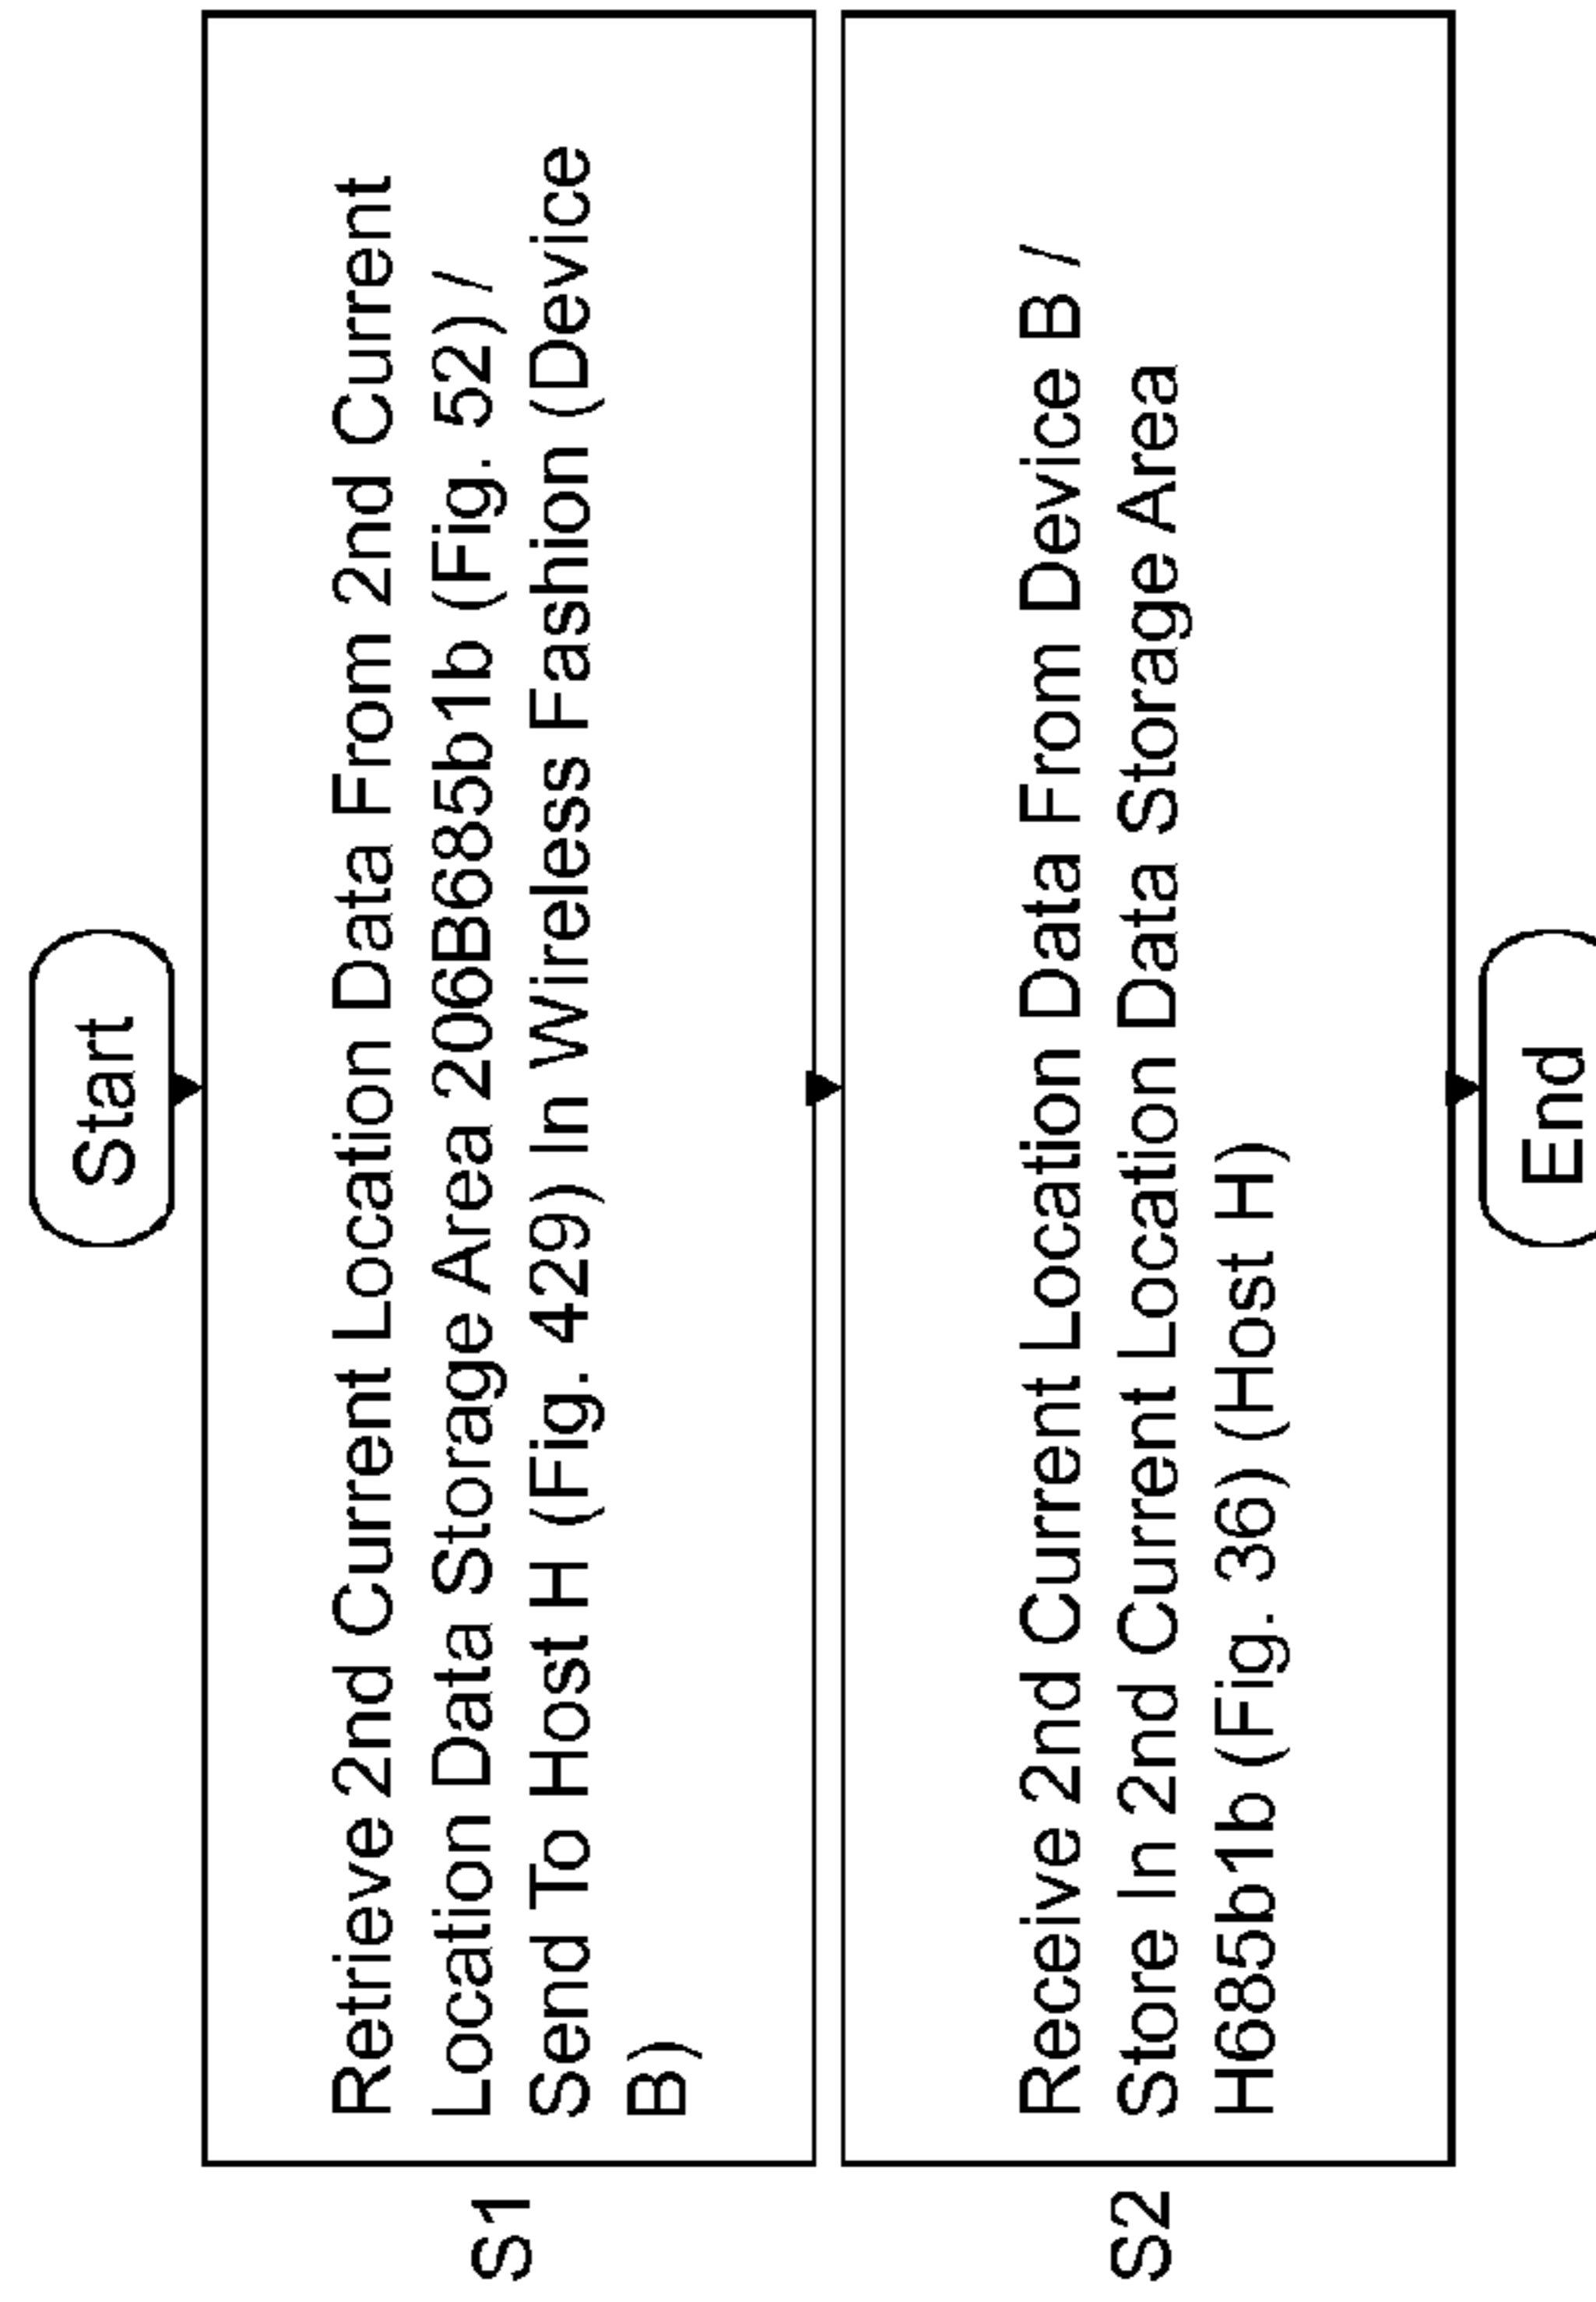 Start
S1
Retrieve 2nd Current Location Data From 2nd Current
Location Data Storage Area 206B685b1b (Fig. 52) /
Send To Host H (Fig. 429) In Wireless Fashion (Device
B)
S2
Receive 2nd Current Location Data From Device B /
Store In 2nd Current Location Data Storage Area
H685b1b (Fig. 36) (Host H)
End